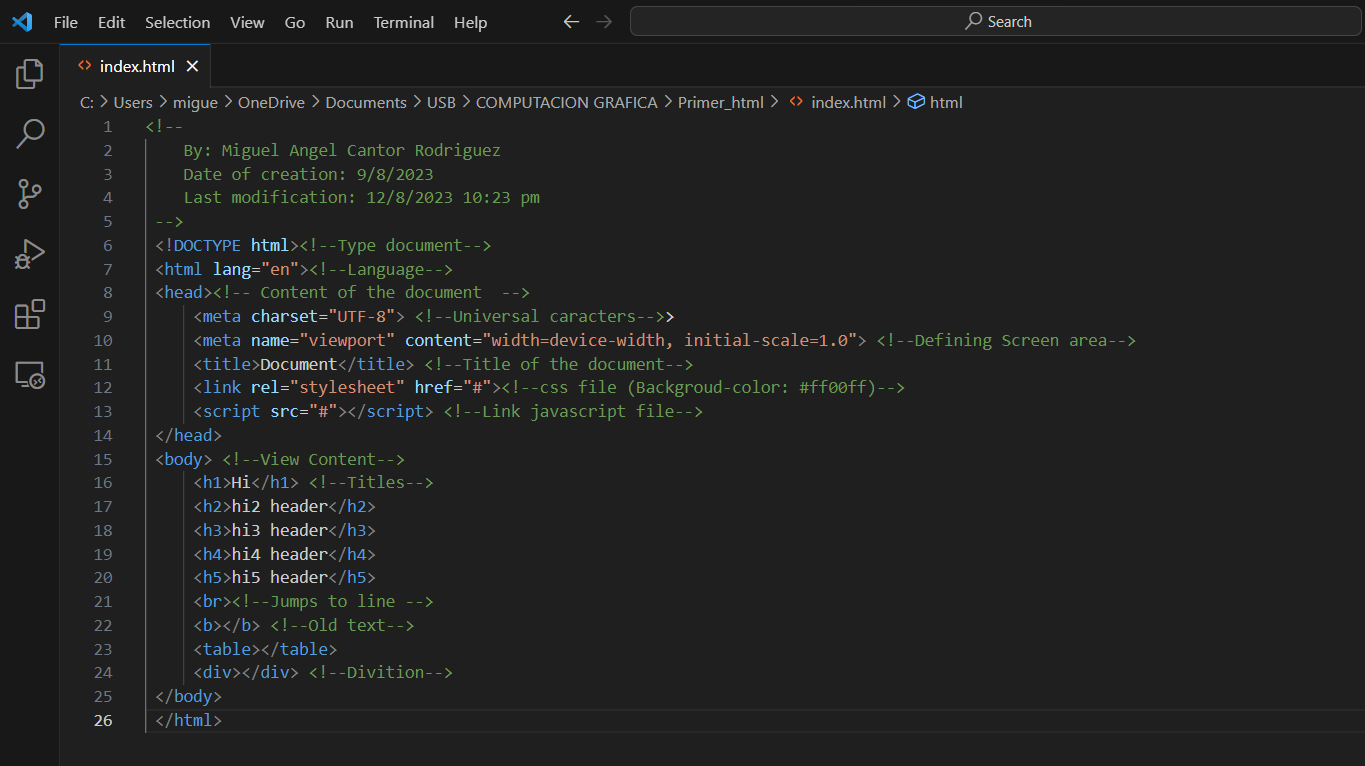 File Edit Selection View Go Run Terminal Help Search
index.html
C: > Users > migue > OneDrive > Documents > USB > COMPUTACION GRAFICA > Primer_html > index.html > html
1 <!--
2 By: Miguel Angel Cantor Rodriguez
3 Date of creation: 9/8/2023
4 Last modification: 12/8/2023 10:23 pm
5 -->
6 <!DOCTYPE html><!--Type document-->
7 <html lang="en"><!--Language-->
8 <head><!-- Content of the document  -->
9 <meta charset="UTF-8"> <!--Universal caracters-->>
10 <meta name="viewport" content="width=device-width, initial-scale=1.0"> <!--Defining Screen area-->
11 <title>Document</title> <!--Title of the document-->
12 <link rel="stylesheet" href="#"><!--css file (Backgroud-color: #ff00ff)-->
13 <script src="#"></script> <!--Link javascript file-->
14 </head>
15 <body> <!--View Content-->
16 <h1>Hi</h1> <!--Titles-->
17 <h2>hi2 header</h2>
18 <h3>hi3 header</h3>
19 <h4>hi4 header</h4>
20 <h5>hi5 header</h5>
21 <br><!--Jumps to line -->
22 <b></b> <!--Old text-->
23 <table></table>
24 <div></div> <!--Divition-->
25 </body>
26 </html>